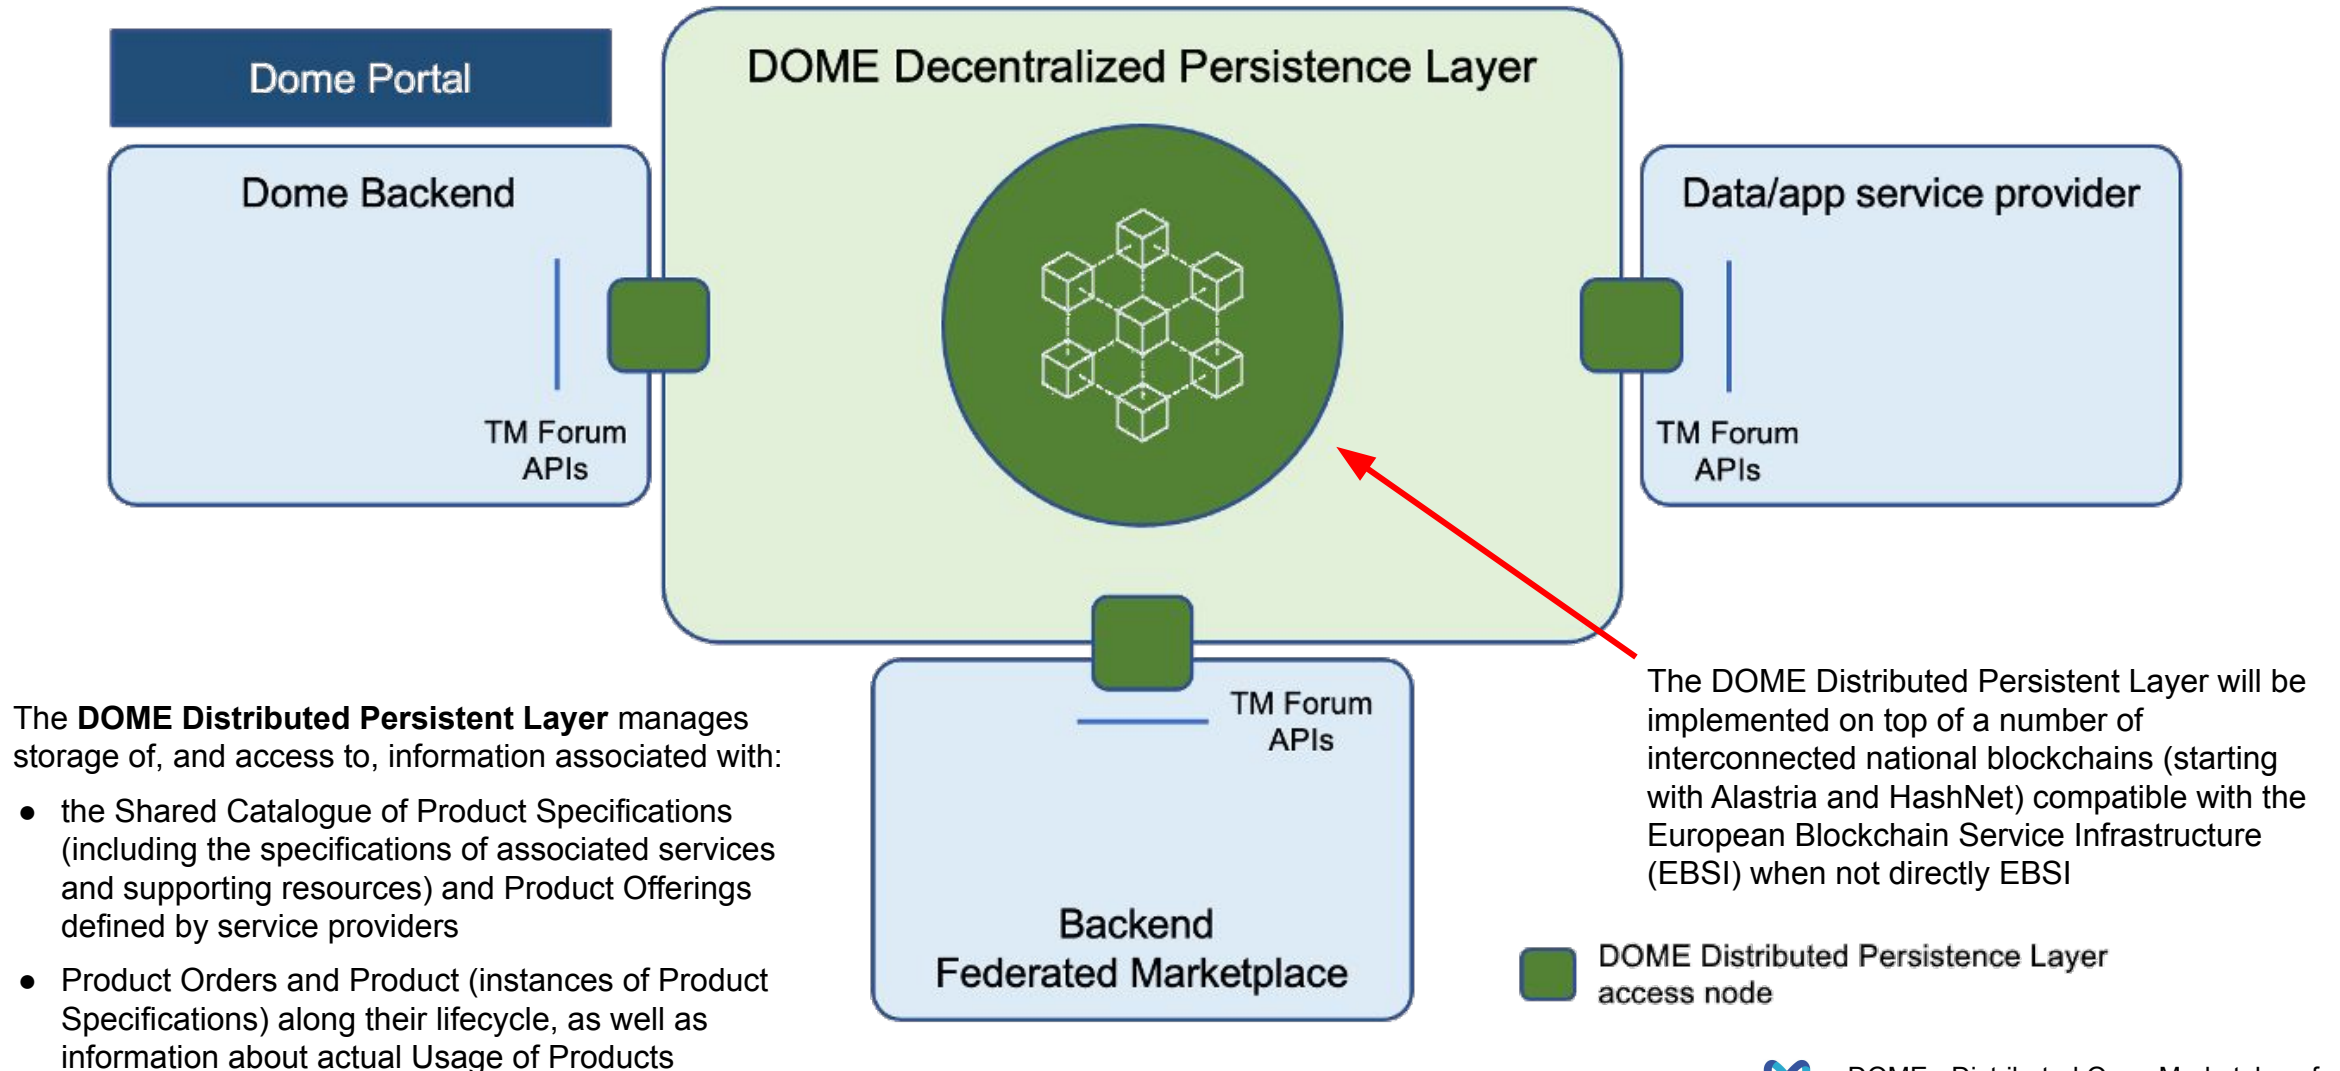 Dome Portal
DOME Decentralized Persistence Layer
Dome Backend
Data/app service provider
TM Forum
APIs
TM Forum
APIs
TM Forum
APIs
Backend
Federated Marketplace
The DOME Distributed Persistent Layer manages
storage of, and access to, information associated with:
● the Shared Catalogue of Product Specifications
(including the specifications of associated services
and supporting resources) and Product Offerings
defined by service providers
● Product Orders and Product (instances of Product
Specifications) along their lifecycle, as well as
information about actual Usage of Products
The DOME Distributed Persistent Layer will be
implemented on top of a number of
interconnected national blockchains (starting
with Alastria and HashNet) compatible with the
European Blockchain Service Infrastructure
(EBSI) when not directly EBSI
DOME Distributed Persistence Layer
access node